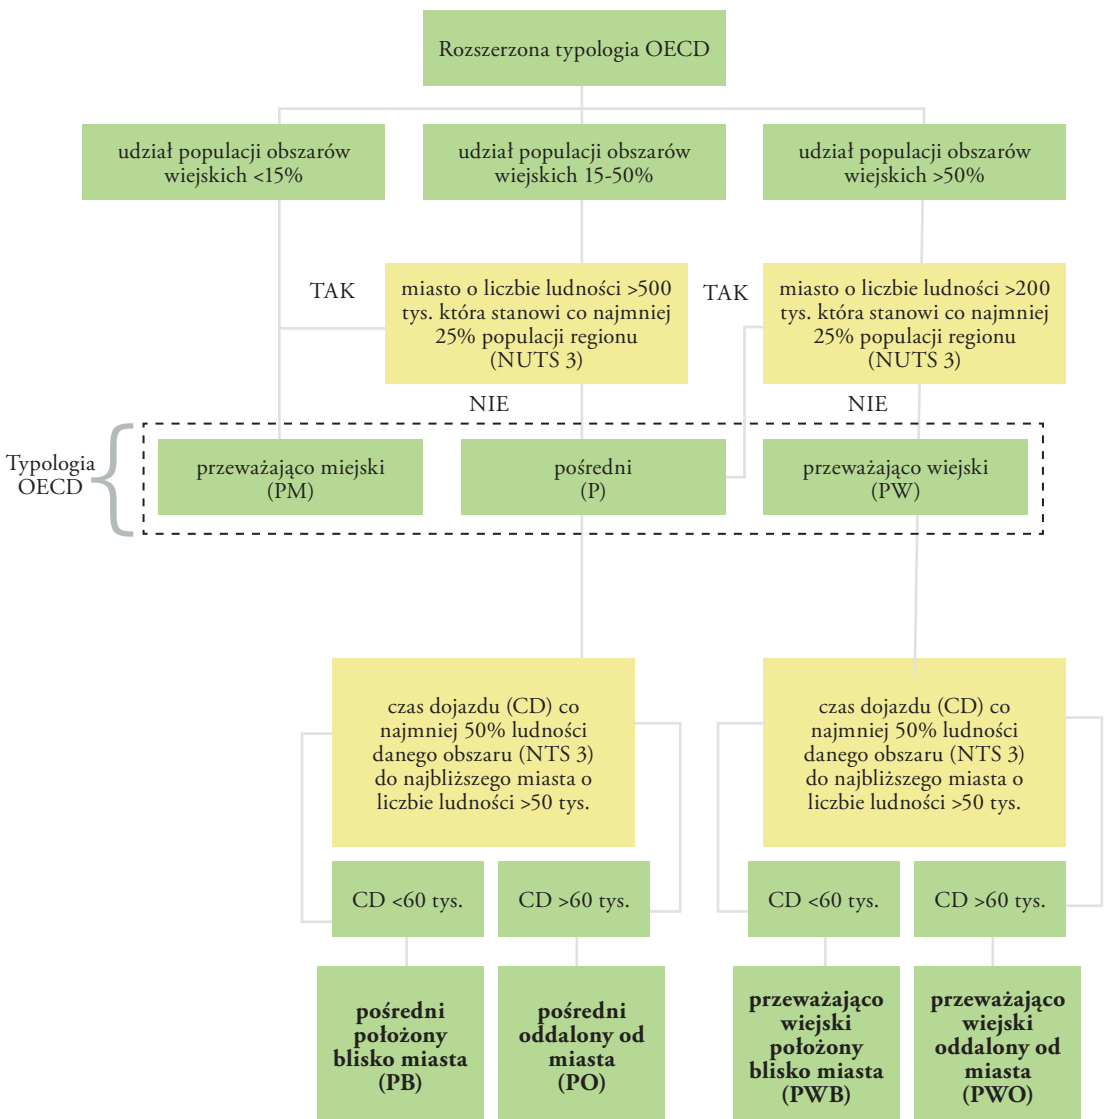 Rozszerzona typologia OECD
udział populacji obszarów
wiejskich <15%
udział populacji obszarów
wiejskich 15-50%
udział populacji obszarów
wiejskich >50%
TAK
miasto o liczbie ludności >500
tys. która stanowi co najmniej
25% populacji regionu
(NUTS 3)
TAK
miasto o liczbie ludności >200
tys. która stanowi co najmniej
25% populacji regionu
(NUTS 3)
NIE
NIE
Typologia
OECD
przeważająco miejski
(PM)
pośredni
(P)
przeważająco wiejski
(PW)
czas dojazdu (CD) co
najmniej 50% ludności
danego obszaru (NTS 3)
do najbliższego miasta o
liczbie ludności >50 tys.
czas dojazdu (CD) co
najmniej 50% ludności
danego obszaru (NTS 3)
do najbliższego miasta o
liczbie ludności >50 tys.
CD <60 tys.
CD >60 tys.
CD <60 tys.
CD >60 tys.
pośredni
położony
blisko miasta
(PB)
pośredni
oddalony od
miasta
(PO)
przeważająco
wiejski
położony
blisko miasta
(PWB)
przeważająco
wiejski
oddalony od
miasta
(PWO)